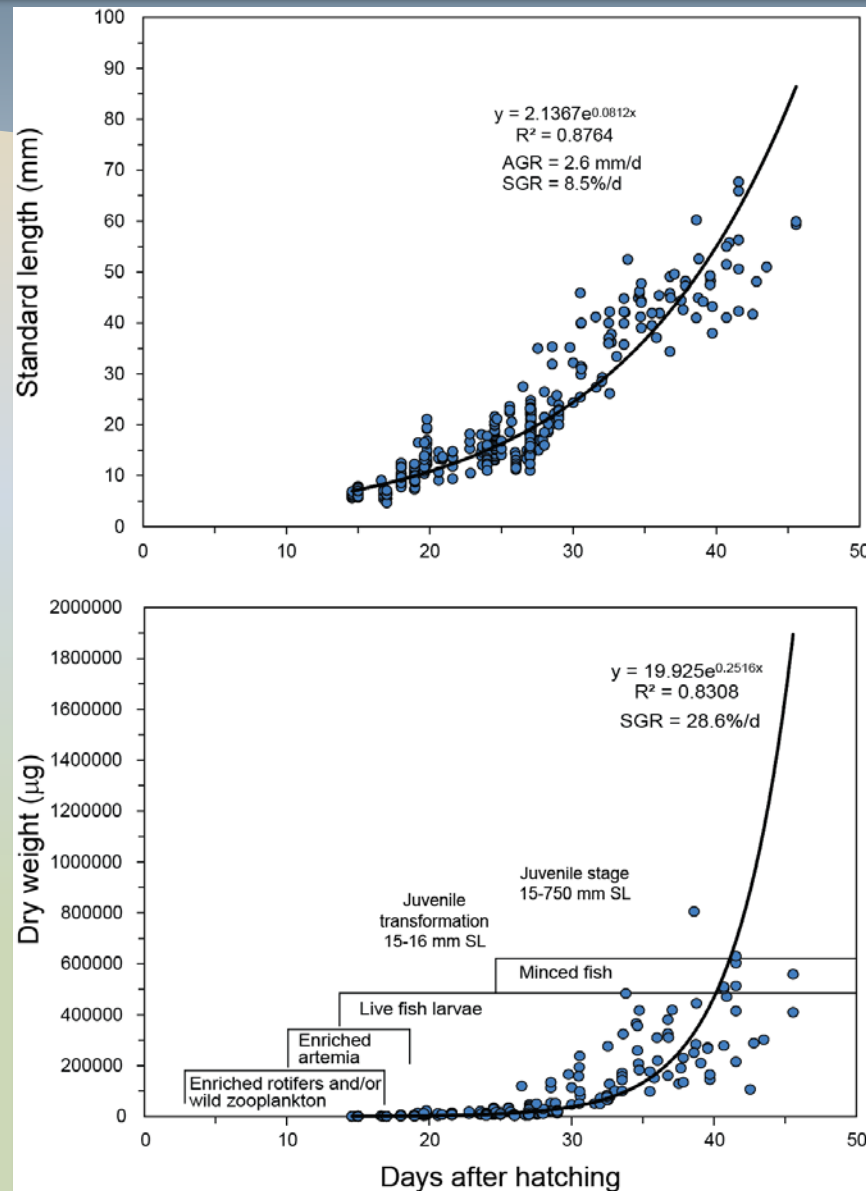 100
90
80
70
60
50
40
30
20
10
0
Standard length (mm)
y = 2.1367e^0.0812x
R² = 0.8764
AGR = 2.6 mm/d
SGR = 8.5%/d
0 10 20 30 40 50
2000000
1800000
1600000
1400000
1200000
1000000
800000
600000
400000
200000
0
Dry weight (µg)
y = 19.925e^0.2516x
R² = 0.8308
SGR = 28.6%/d
Juvenile stage
15-750 mm SL
Juvenile
transformation
15-16 mm SL
Minced fish
Live fish larvae
Enriched
artemia
Enriched rotifers and/or
wild zooplankton
0 10 20 30 40 50
Days after hatching